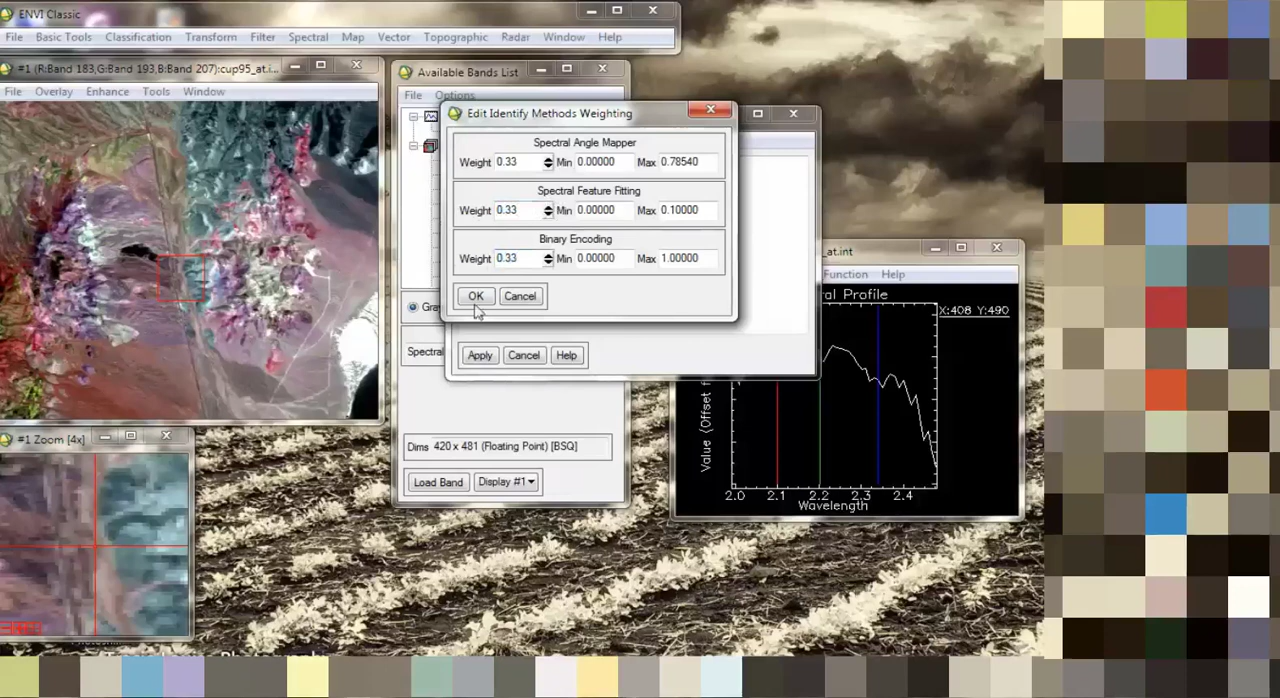 ENVI Classic
File Basic Tools Classification Transform Filter Spectral Map Vector Topographic Radar Window Help
#1 (R:Band 183,G:Band 193,B:Band 207):cup95_at.i...
File Overlay Enhance Tools Window
Available Bands List
File Options
Edit Identify Methods Weighting
Spectral Angle Mapper
Weight 0.33 Min 0.00000 Max 0.78540
Spectral Feature Fitting
Weight 0.33 Min 0.00000 Max 0.10000
Binary Encoding
Weight 0.33 Min 0.00000 Max 1.00000
OK Cancel
Gra
Spectral
Apply Cancel Help
Dims 420 x 481 (Floating Point) [BSQ]
Load Band Display #1
_at.int
Function Help
ral Profile
X:408 Y:490
Value (Offset f
2.0 2.1 2.2 2.3 2.4
Wavelength
#1 Zoom [4x]